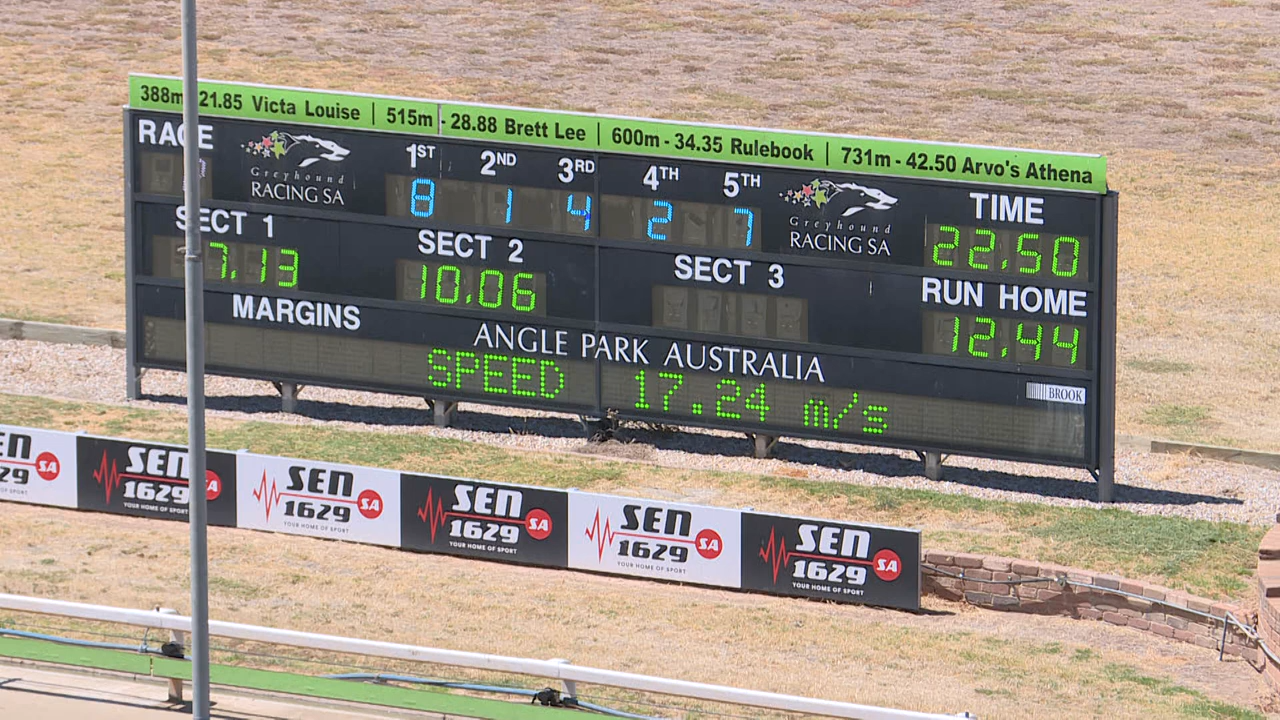 388m 21.85 Victa Louise | 515m - 28.88 Brett Lee | 600m - 34.35 Rulebook | 731m - 42.50 Arvo's Athena
RACE
Greyhound
RACING SA
1ST 2ND 3RD 4TH 5TH
8 1 4 2 7
Greyhound
RACING SA
TIME
22.50
SECT 1
7.13
SECT 2
10.06
SECT 3
RUN HOME
12.44
MARGINS
ANGLE PARK AUSTRALIA
SPEED 17.24 m/s
BROOK
SEN SA
1629
YOUR HOME OF SPORT
SEN SA
1629
YOUR HOME OF SPORT
SEN SA
1629
YOUR HOME OF SPORT
SEN SA
1629
YOUR HOME OF SPORT
SEN SA
1629
YOUR HOME OF SPORT